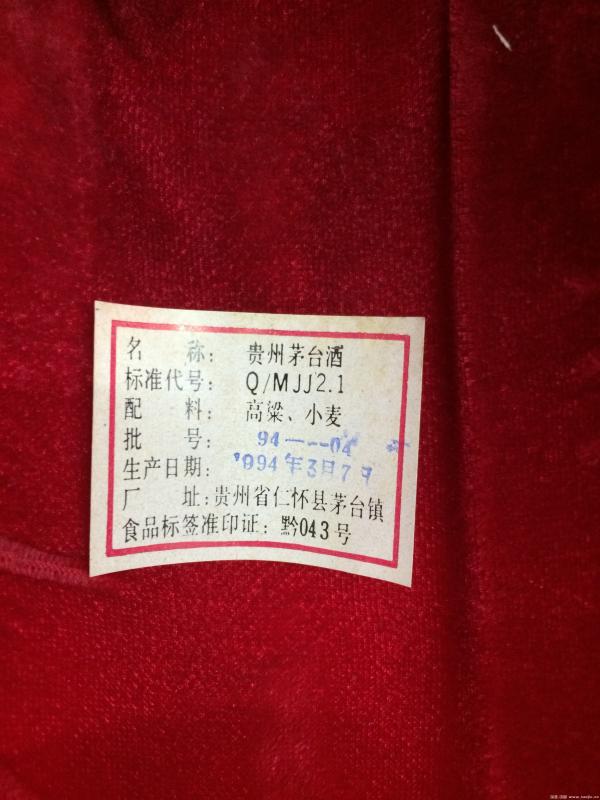 名 称: 贵州茅台酒
标准代号: Q/MJJ2.1
配 料: 高粱、小麦
批 号: 94---04
生产日期: 1994年3月7日
厂 址: 贵州省仁怀县茅台镇
食品标签准印证: 黔043号